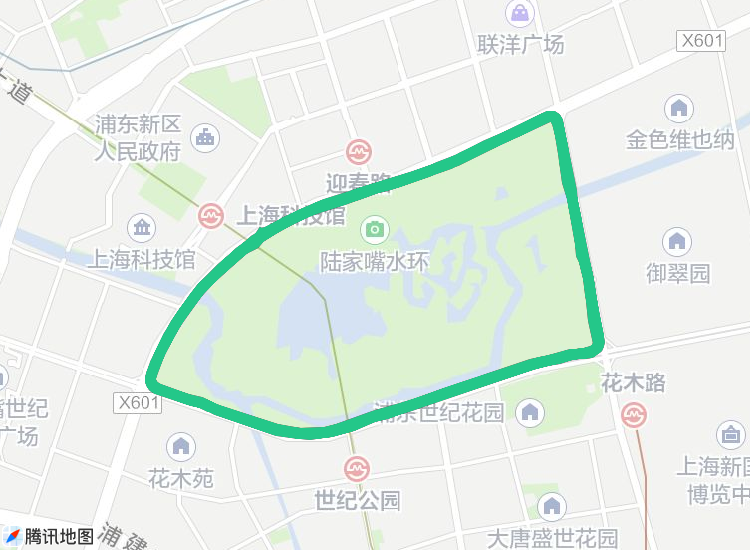 联洋广场
X601
大道
浦东新区
人民政府
金色维也纳
迎春路
上海科技馆
上海科技馆
陆家嘴水环
御翠园
花木路
X601
世纪
广场
浦东世纪花园
花木苑
世纪公园
上海新国
博览中
大唐盛世花园
浦建
腾讯地图